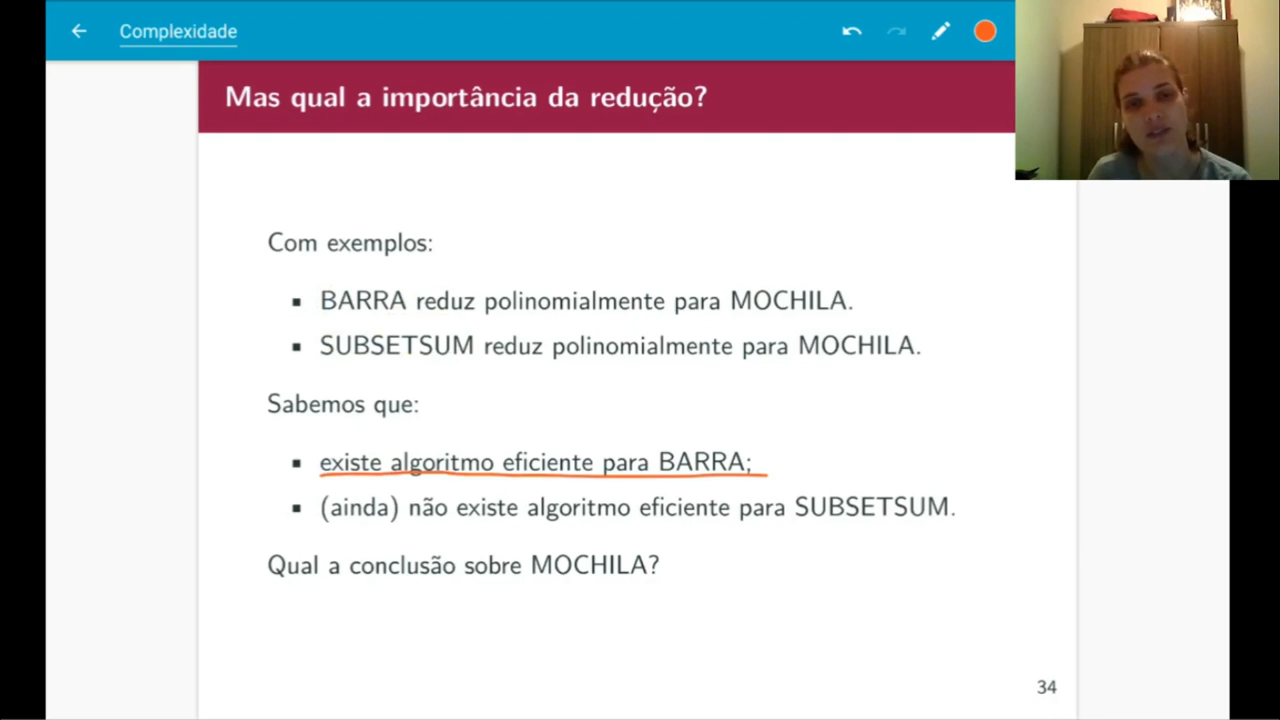 Complexidade
Mas qual a importância da redução?
Com exemplos:
▪ BARRA reduz polinomialmente para MOCHILA.
▪ SUBSETSUM reduz polinomialmente para MOCHILA.
Sabemos que:
▪ existe algoritmo eficiente para BARRA;
▪ (ainda) não existe algoritmo eficiente para SUBSETSUM.
Qual a conclusão sobre MOCHILA?
34